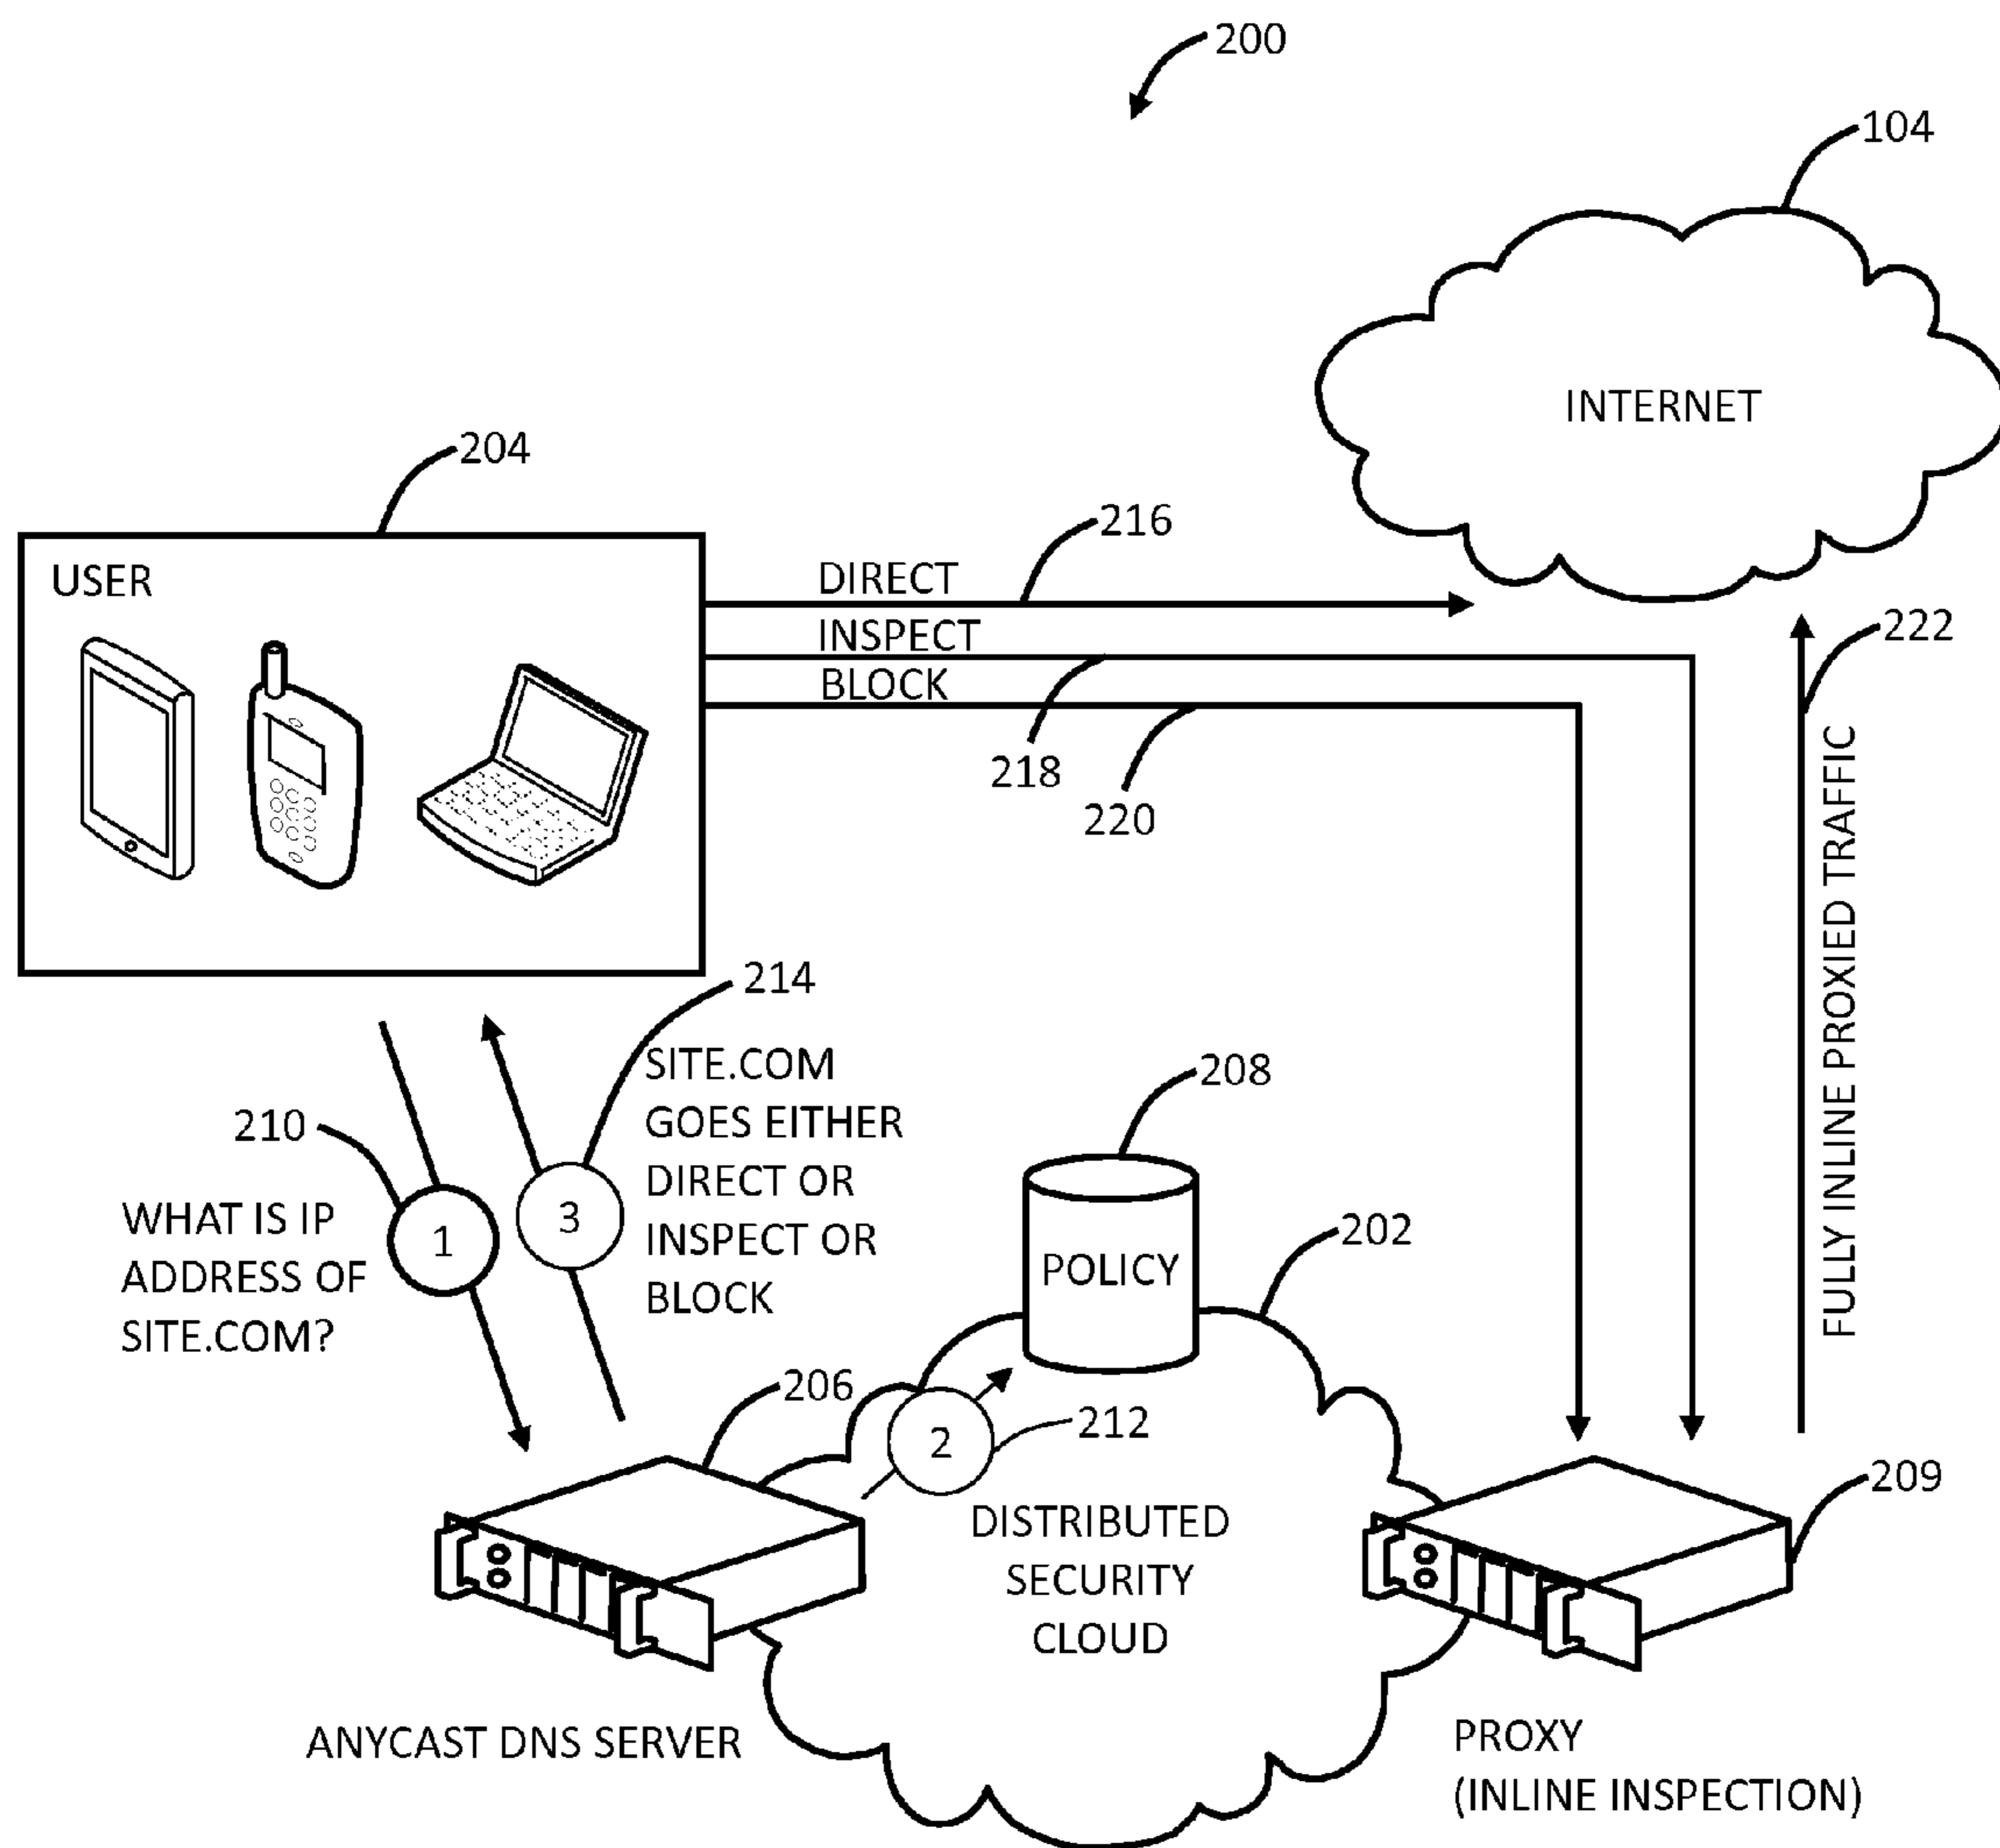 200
104
INTERNET
204
216
USER
DIRECT
INSPECT
BLOCK
222
218
220
FULLY INLINE PROXIED TRAFFIC
214
SITE.COM
GOES EITHER
DIRECT OR
INSPECT OR
BLOCK
208
210
WHAT IS IP
ADDRESS OF
SITE.COM?
1
3
POLICY
202
206
2
212
209
DISTRIBUTED
SECURITY
CLOUD
ANYCAST DNS SERVER
PROXY
(INLINE INSPECTION)